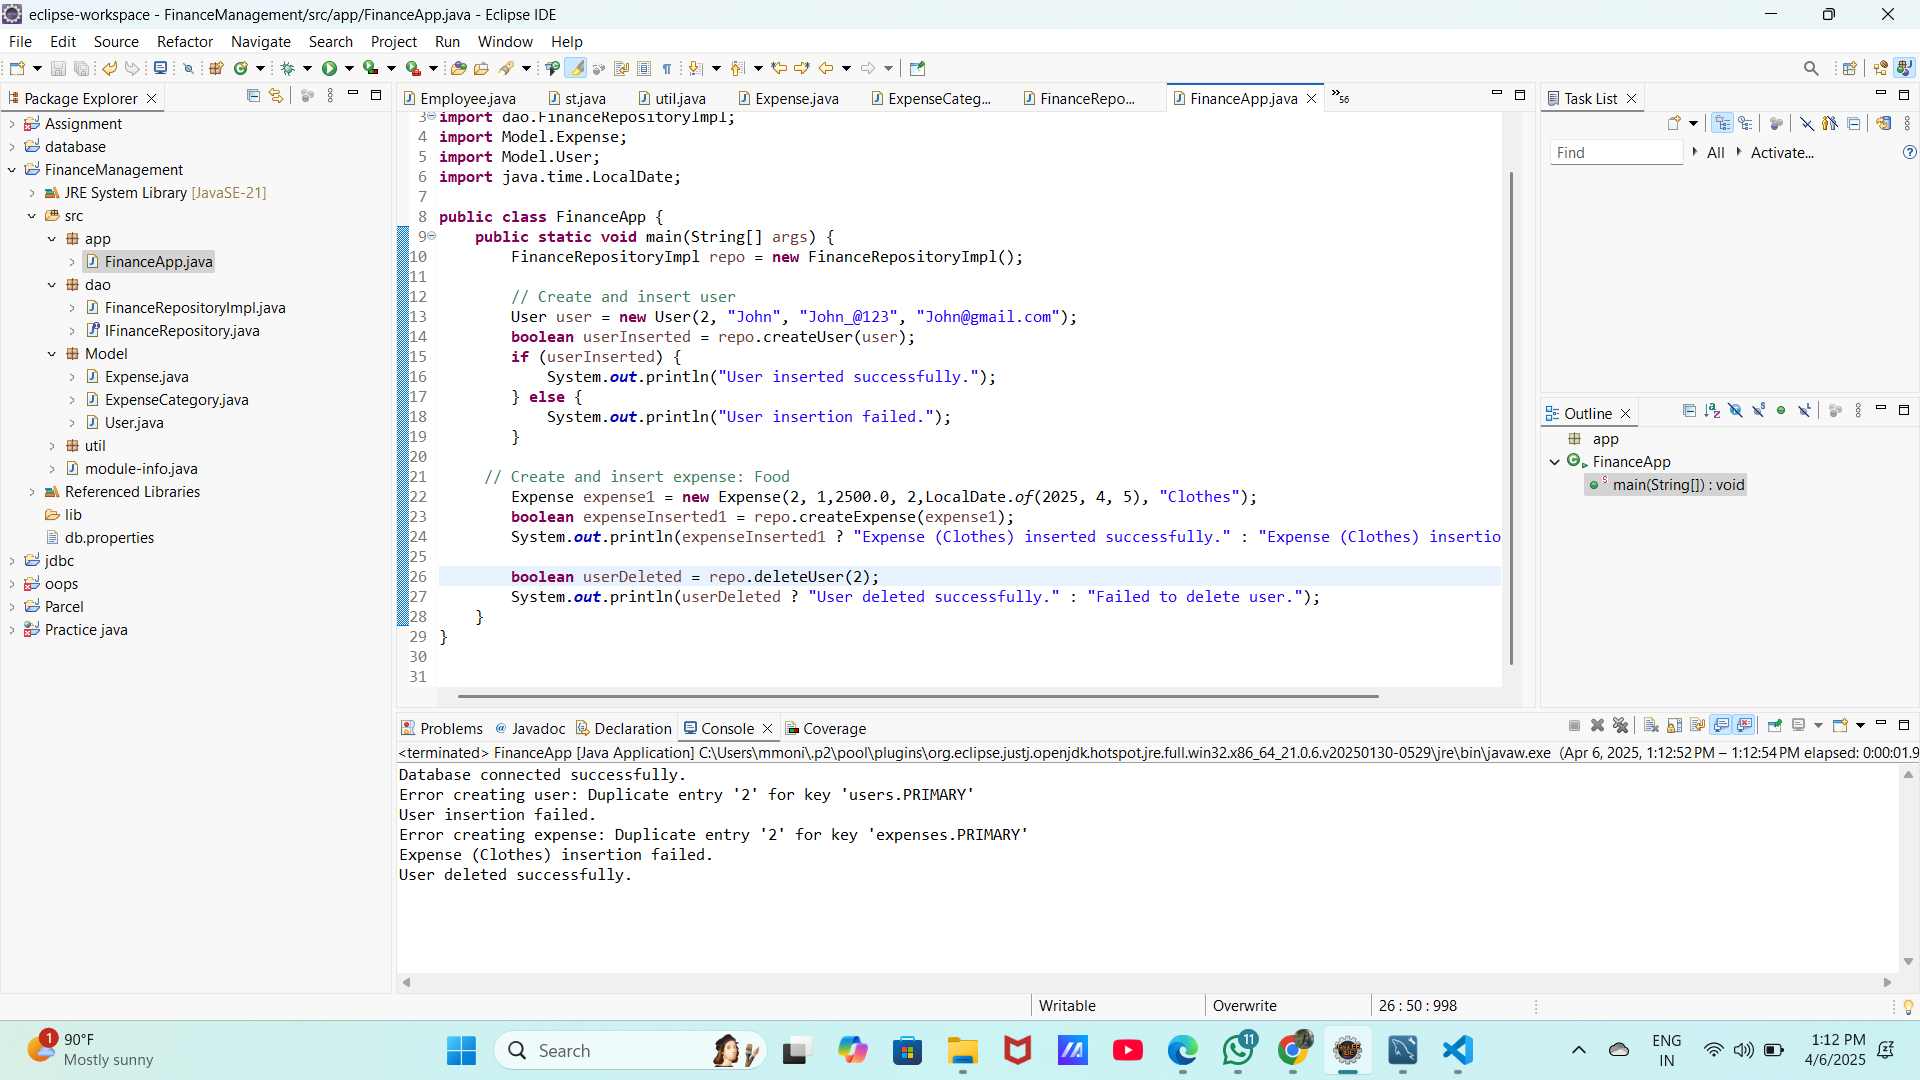 eclipse-workspace - FinanceManagement/src/app/FinanceApp.java - Eclipse IDE
File Edit Source Refactor Navigate Search Project Run Window Help
Package Explorer
Assignment
database
FinanceManagement
JRE System Library [JavaSE-21]
src
app
FinanceApp.java
dao
FinanceRepositoryImpl.java
IFinanceRepository.java
Model
Expense.java
ExpenseCategory.java
User.java
util
module-info.java
Referenced Libraries
lib
db.properties
jdbc
oops
Parcel
Practice java
Employee.java st.java util.java Expense.java ExpenseCateg... FinanceRepo... FinanceApp.java »56
3 import dao.FinanceRepositoryImpl;
4 import Model.Expense;
5 import Model.User;
6 import java.time.LocalDate;
7
8 public class FinanceApp {
9 public static void main(String[] args) {
10 FinanceRepositoryImpl repo = new FinanceRepositoryImpl();
11
12 // Create and insert user
13 User user = new User(2, "John", "John_@123", "John@gmail.com");
14 boolean userInserted = repo.createUser(user);
15 if (userInserted) {
16 System.out.println("User inserted successfully.");
17 } else {
18 System.out.println("User insertion failed.");
19 }
20
21 // Create and insert expense: Food
22 Expense expense1 = new Expense(2, 1,2500.0, 2,LocalDate.of(2025, 4, 5), "Clothes");
23 boolean expenseInserted1 = repo.createExpense(expense1);
24 System.out.println(expenseInserted1 ? "Expense (Clothes) inserted successfully." : "Expense (Clothes) insertio
25
26 boolean userDeleted = repo.deleteUser(2);
27 System.out.println(userDeleted ? "User deleted successfully." : "Failed to delete user.");
28 }
29 }
30
31
Task List
Find All Activate...
Outline
app
FinanceApp
main(String[]) : void
Problems Javadoc Declaration Console Coverage
<terminated> FinanceApp [Java Application] C:\Users\mmoni\.p2\pool\plugins\org.eclipse.justj.openjdk.hotspot.jre.full.win32.x86_64_21.0.6.v20250130-0529\jre\bin\javaw.exe (Apr 6, 2025, 1:12:52 PM – 1:12:54 PM elapsed: 0:00:01.9
Database connected successfully.
Error creating user: Duplicate entry '2' for key 'users.PRIMARY'
User insertion failed.
Error creating expense: Duplicate entry '2' for key 'expenses.PRIMARY'
Expense (Clothes) insertion failed.
User deleted successfully.
Writable Overwrite 26 : 50 : 998
1
90°F
Mostly sunny
Search
11
ENG
IN
1:12 PM
4/6/2025